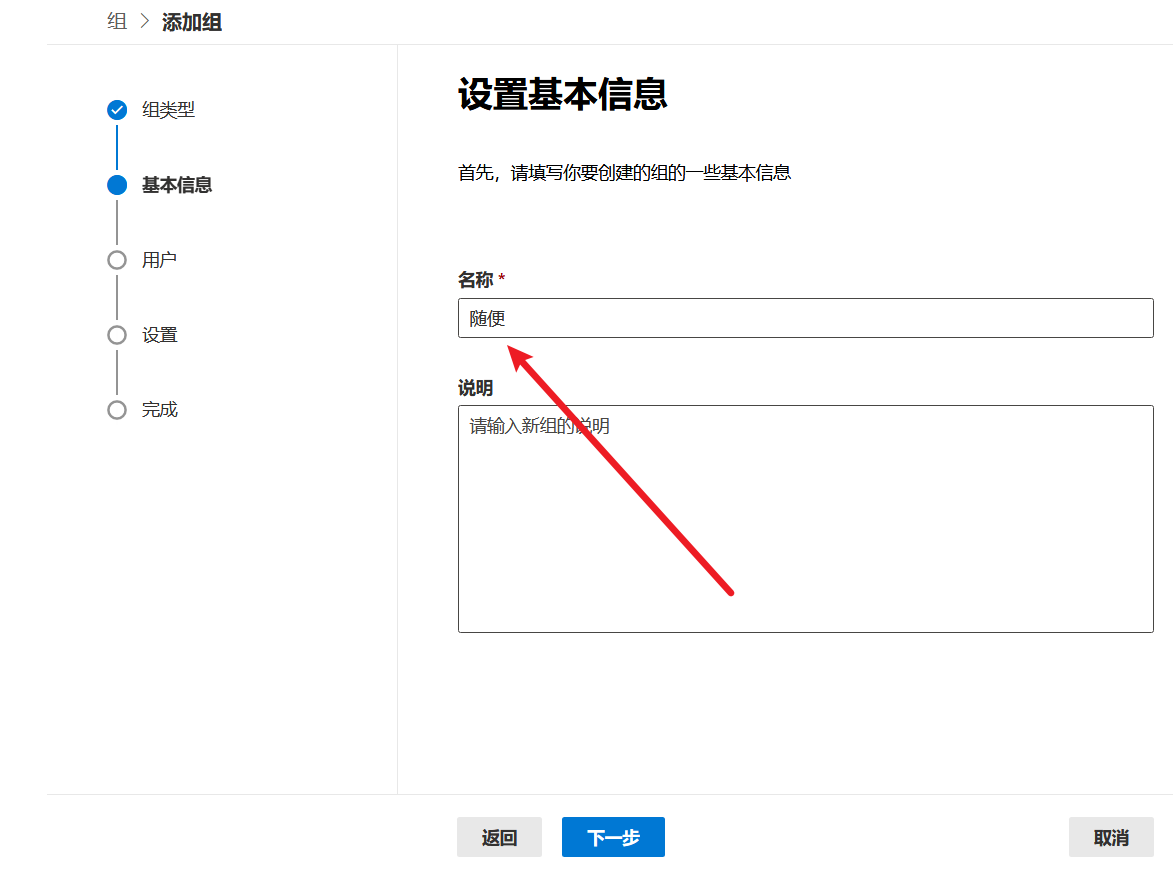 组 > 添加组
组类型
基本信息
用户
设置
完成
设置基本信息
首先，请填写你要创建的组的一些基本信息
名称 *
随便
说明
请输入新组的说明
返回
下一步
取消